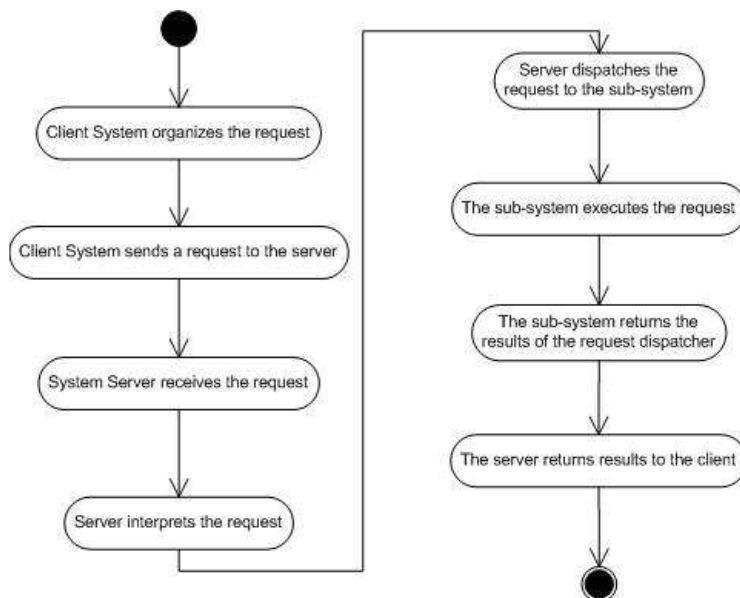 Client System organizes the request
Client System sends a request to the server
System Server receives the request
Server interprets the request
Server dispatches the
request to the sub-system
The sub-system executes the request
The sub-system returns the
results of the request dispatcher
The server returns results to the client